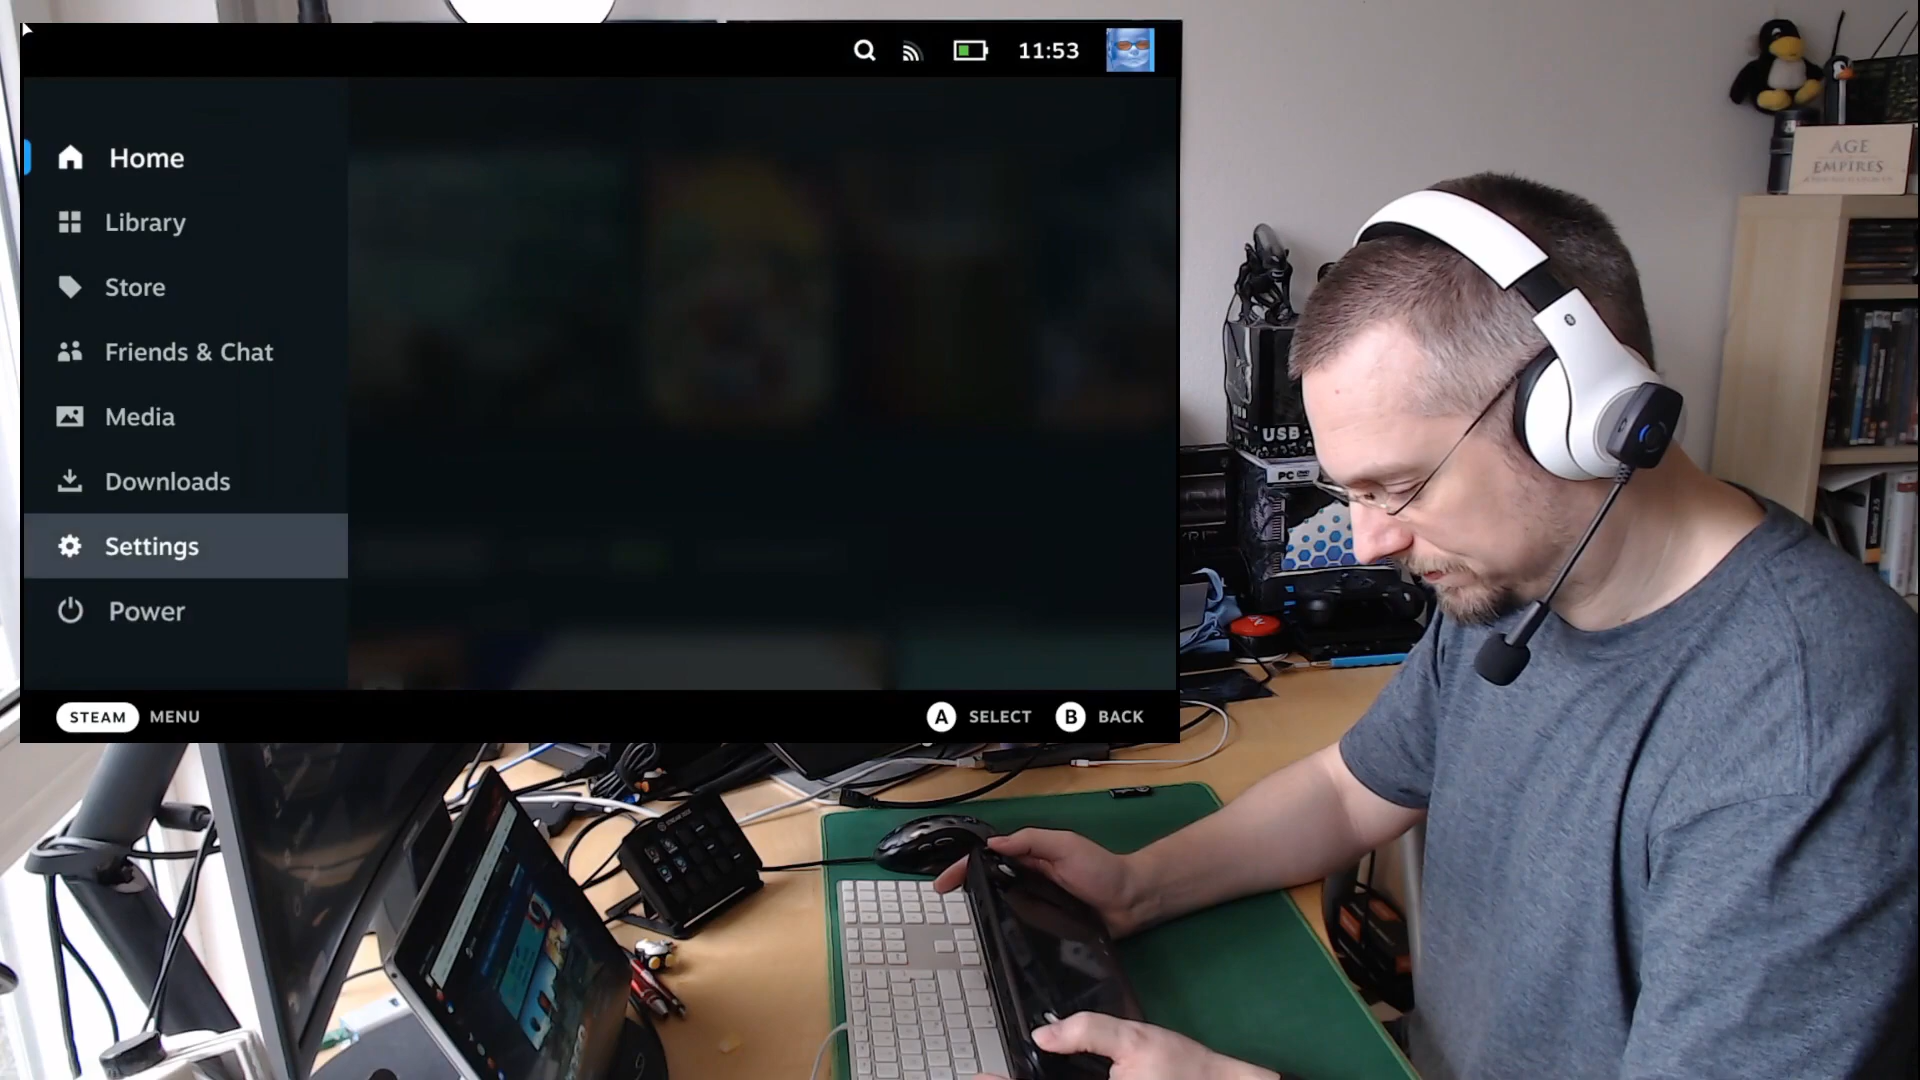 11:53
Home
Library
Store
Friends & Chat
Media
Downloads
Settings
Power
STEAM MENU
A SELECT B BACK
AGE
EMPIRES
USB
PC